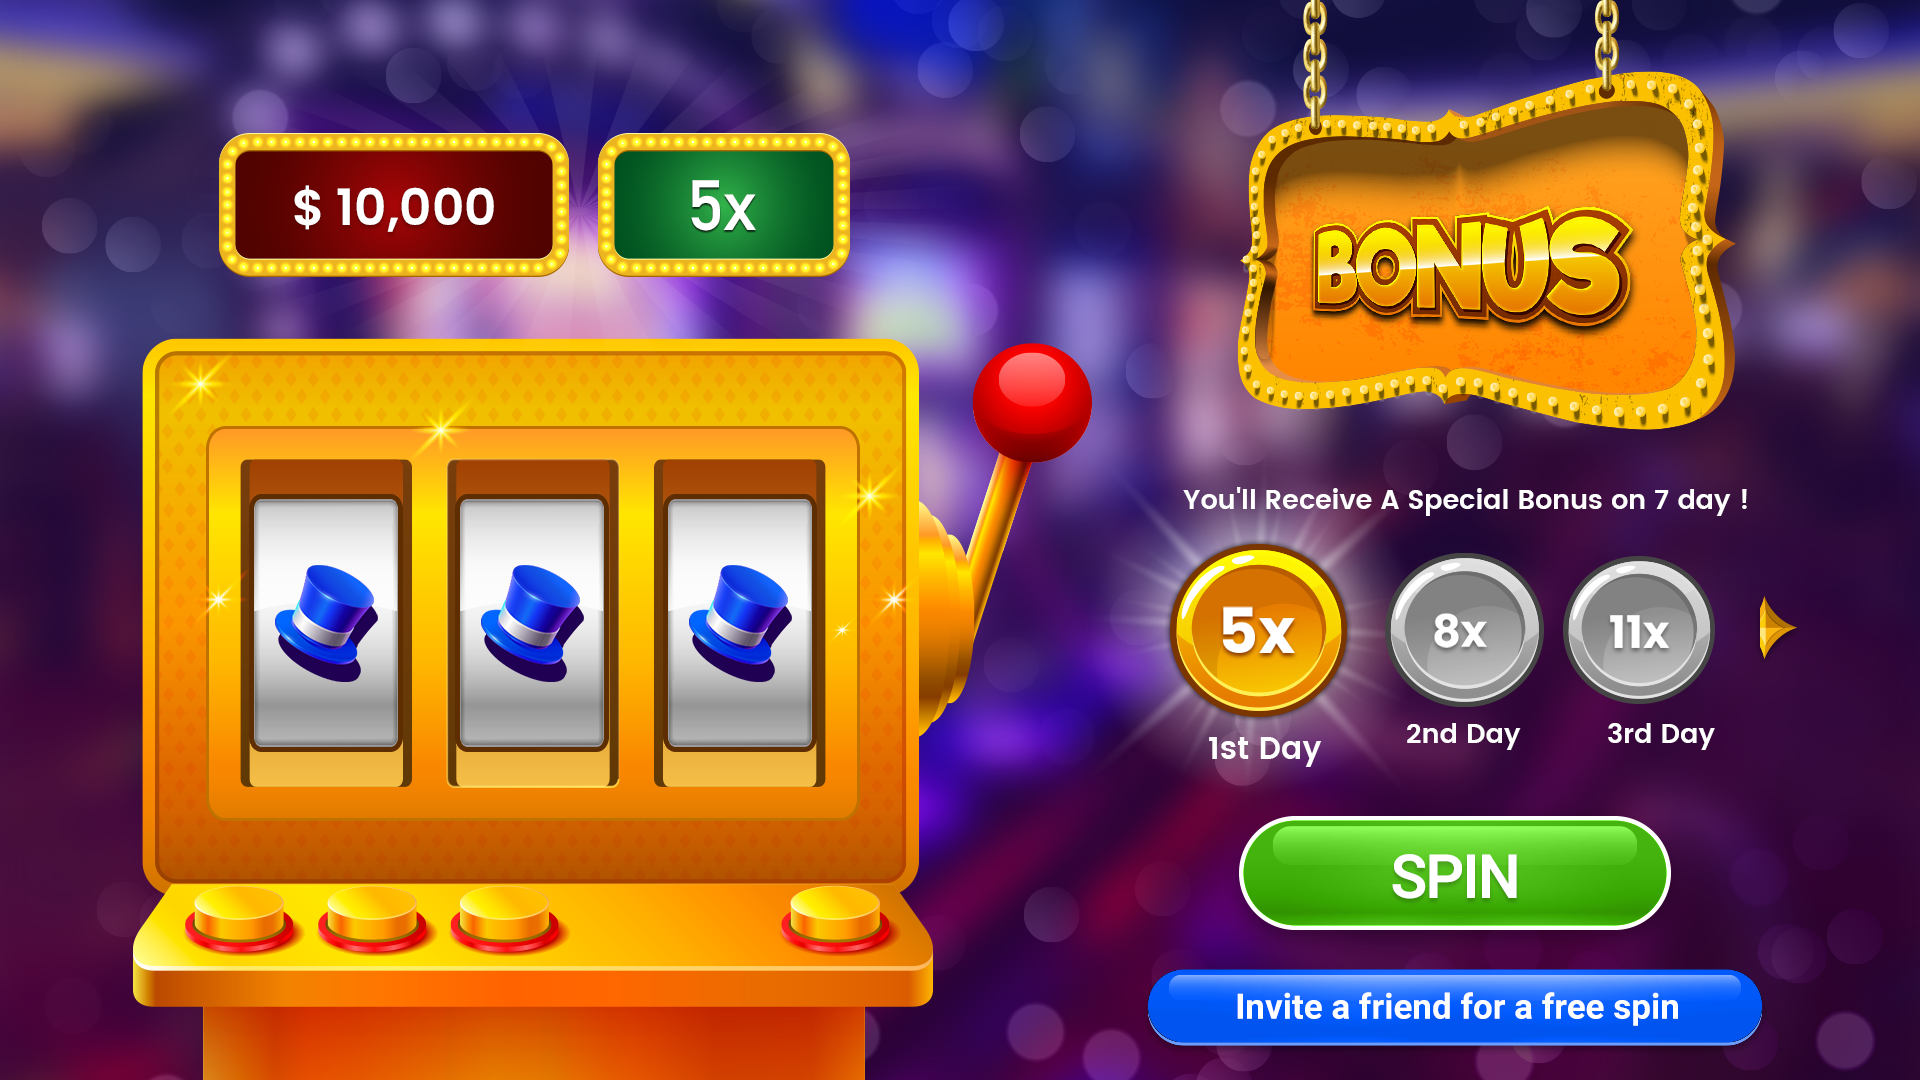 $ 10,000
5x
BONUS
You'll Receive A Special Bonus on 7 day !
5x
8x
11x
1st Day
2nd Day
3rd Day
SPIN
Invite a friend for a free spin